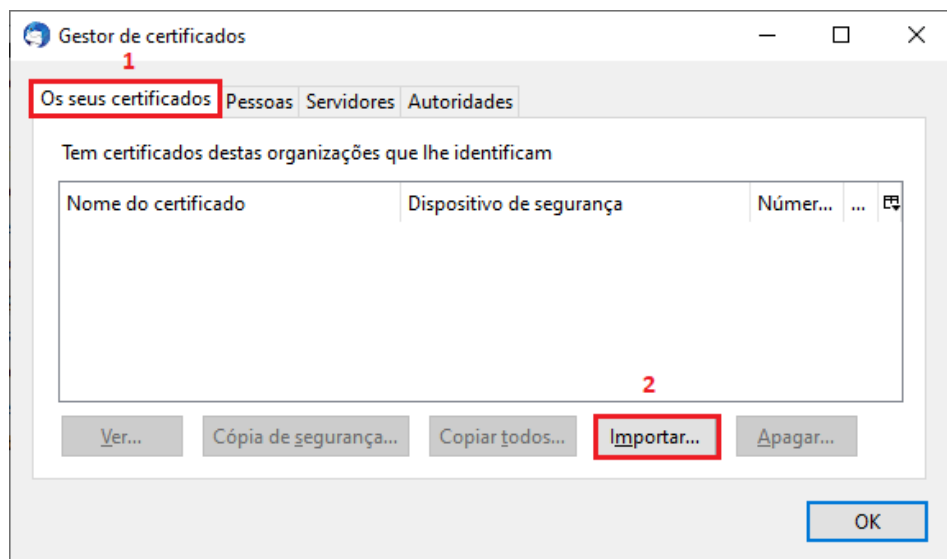 Gestor de certificados
1
Os seus certificados Pessoas Servidores Autoridades
Tem certificados destas organizações que lhe identificam
Nome do certificado Dispositivo de segurança Númer... ...
2
Ver... Cópia de segurança... Copiar todos... Importar... Apagar...
OK